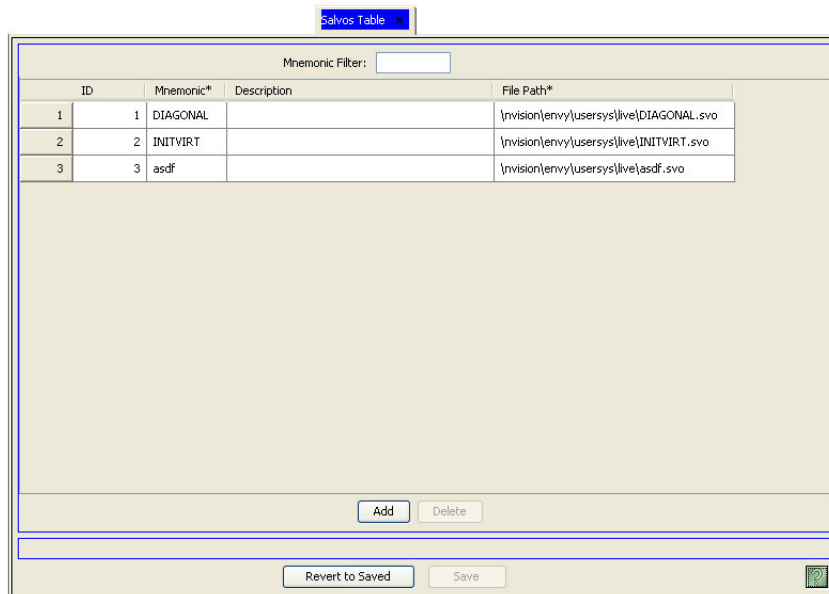 Salvos Table x
Mnemonic Filter:
ID Mnemonic* Description File Path*
1 1 DIAGONAL \nvision\envy\usersys\live\DIAGONAL.svo
2 2 INITVIRT \nvision\envy\usersys\live\INITVIRT.svo
3 3 asdf \nvision\envy\usersys\live\asdf.svo
Add Delete
Revert to Saved Save ?